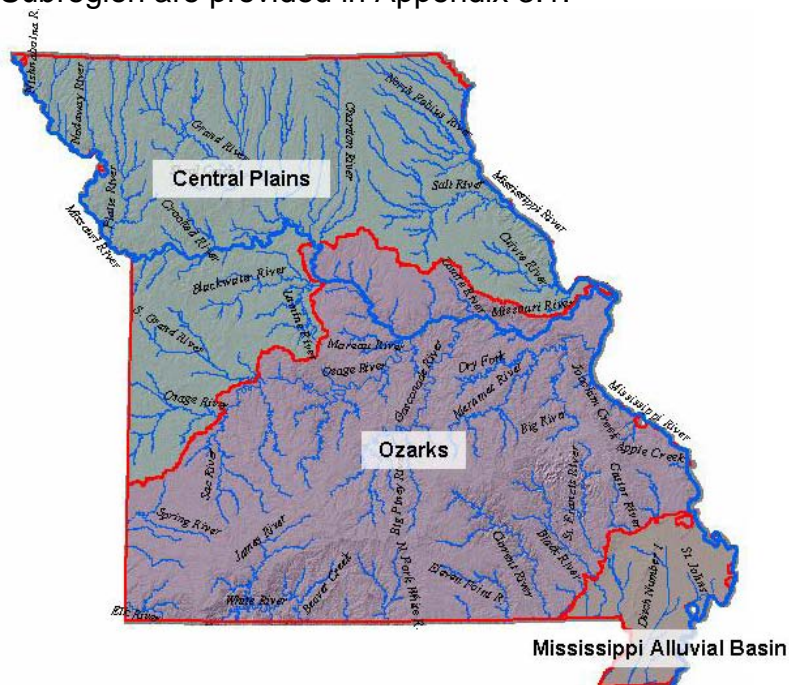 Subregion are provided in Appendix 3.1.
Nishnabotna R.
Nodaway River
Platte River
Missouri River
Grand River
Chariton River
North Fabius River
Central Plains
Salt River
Mississippi River
Crooked River
Cuivre River
Blackwater River
Lamine River
S. Grand River
Missouri River
Moreau River
Osage River
Osage River
Gasconade River
Dry Fork
Meramec River
Joachim Creek
Mississippi River
Big River
Apple Creek
Ozarks
Sac River
Big Piney
St. Francis River
Castor River
Spring River
James River
Black River
Current River
N. Fork White R.
Eleven Point R.
Beaver Creek
White River
Elk River
Ditch Number 1
St. Johns
Mississippi Alluvial Basin